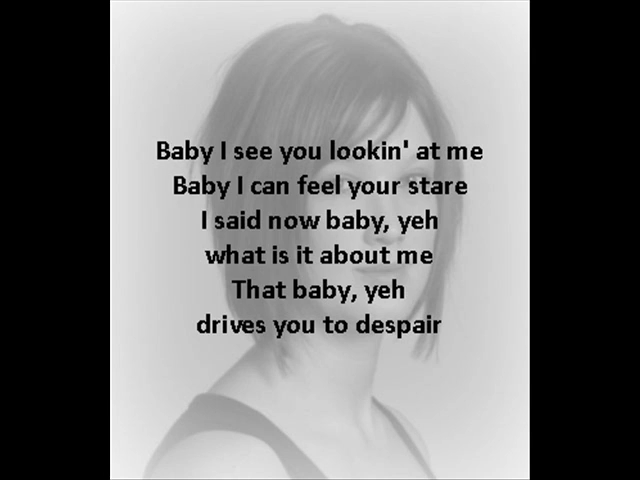 Baby I see you lookin' at me
Baby I can feel your stare
I said now baby, yeh
what is it about me
That baby, yeh
drives you to despair